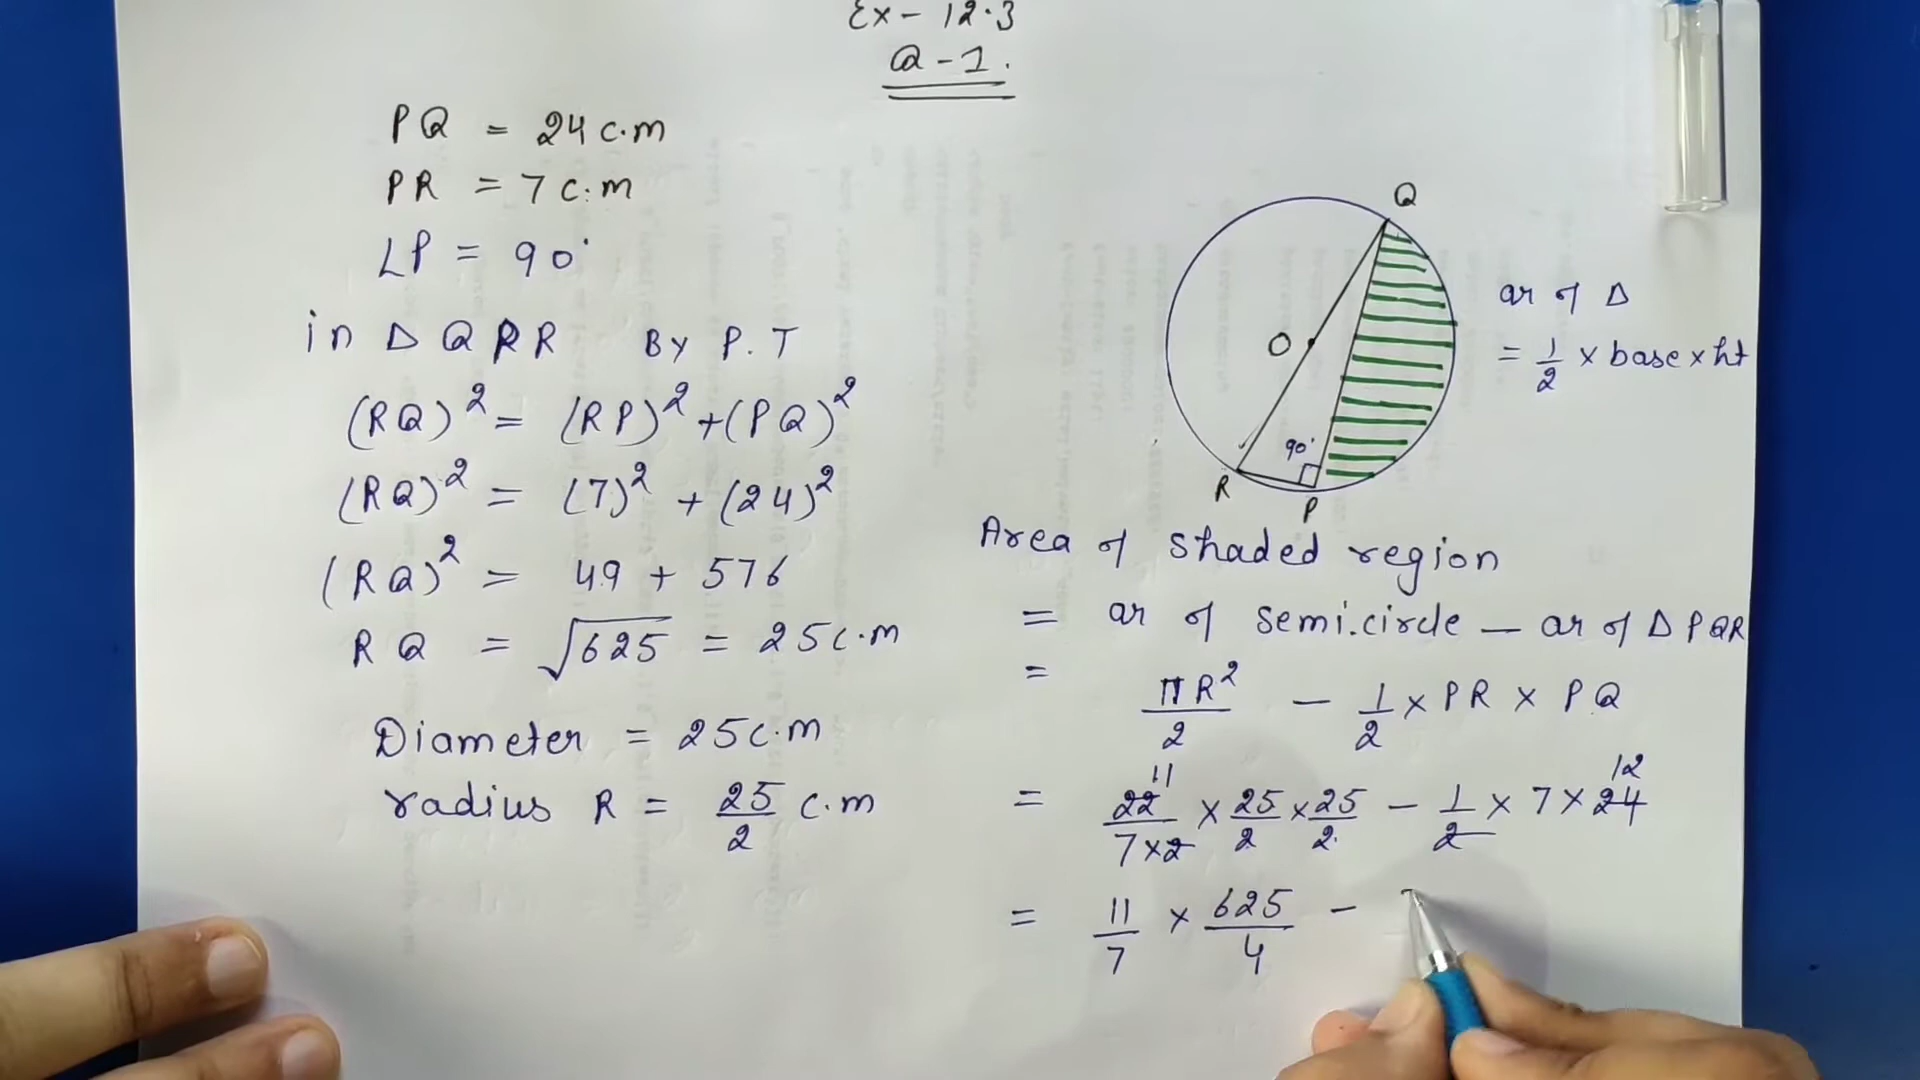 Ex - 12.3
Q - 1.
PQ = 24 c.m
PR = 7 c.m
∠P = 90°
in Δ QPR By P.T
(RQ)² = (RP)² + (PQ)²
(RQ)² = (7)² + (24)²
(RQ)² = 49 + 576
RQ = √625 = 25 c.m
Diameter = 25 c.m
radius R = 25/2 c.m
Q
O
90°
R
P
ar of Δ
= 1/2 × base × ht
Area of shaded region
= ar of semi.circle — ar of Δ PQR
= πR²/2 — 1/2 × PR × PQ
11 12
= 22/7×2 × 25/2 × 25/2 — 1/2 × 7 × 24
= 11/7 × 625/4 —